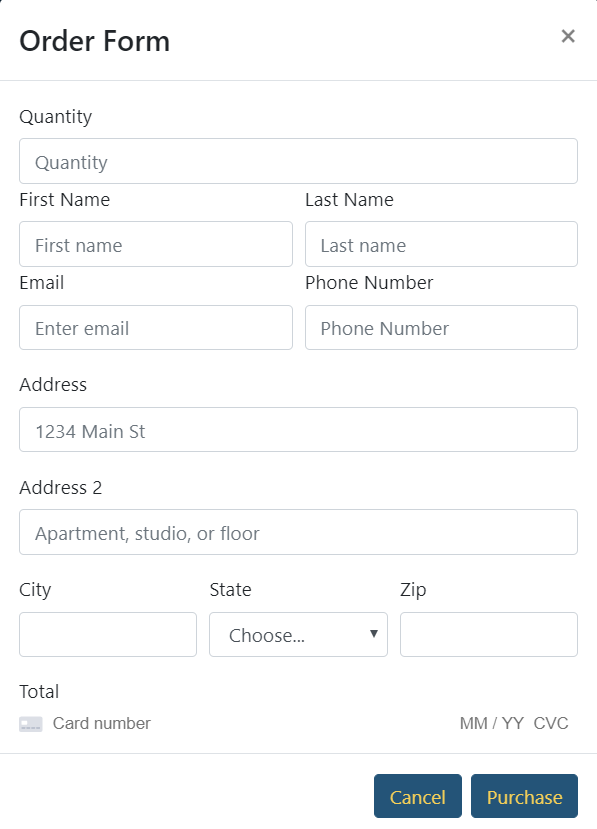 Order Form ×
Quantity
Quantity
First Name Last Name
First name Last name
Email Phone Number
Enter email Phone Number
Address
1234 Main St
Address 2
Apartment, studio, or floor
City State Zip
Choose...
Total
Card number MM / YY CVC
Cancel Purchase